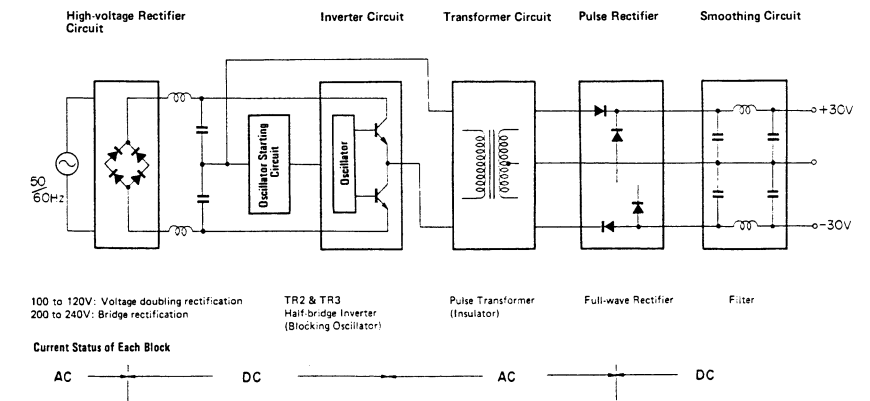 High-voltage Rectifier
Circuit
Inverter Circuit
Transformer Circuit
Pulse Rectifier
Smoothing Circuit
50/60Hz
Oscillator Starting
Circuit
Oscillator
+30V
-30V
100 to 120V: Voltage doubling rectification
200 to 240V: Bridge rectification
TR2 & TR3
Half-bridge Inverter
(Blocking Oscillator)
Pulse Transformer
(Insulator)
Full-wave Rectifier
Filter
Current Status of Each Block
AC
DC
AC
DC